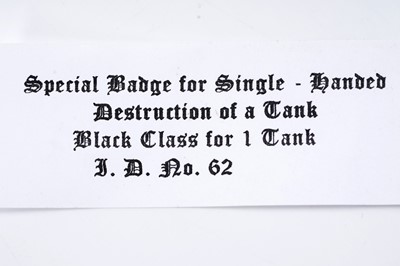 Special Badge for Single - Handed
Destruction of a Tank
Black Class for 1 Tank
I. D. No. 62